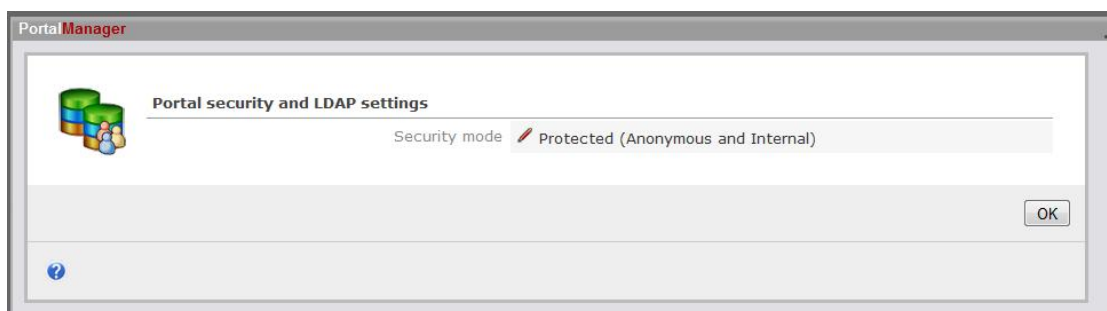 PortalManager
Portal security and LDAP settings
Security mode Protected (Anonymous and Internal)
OK
?